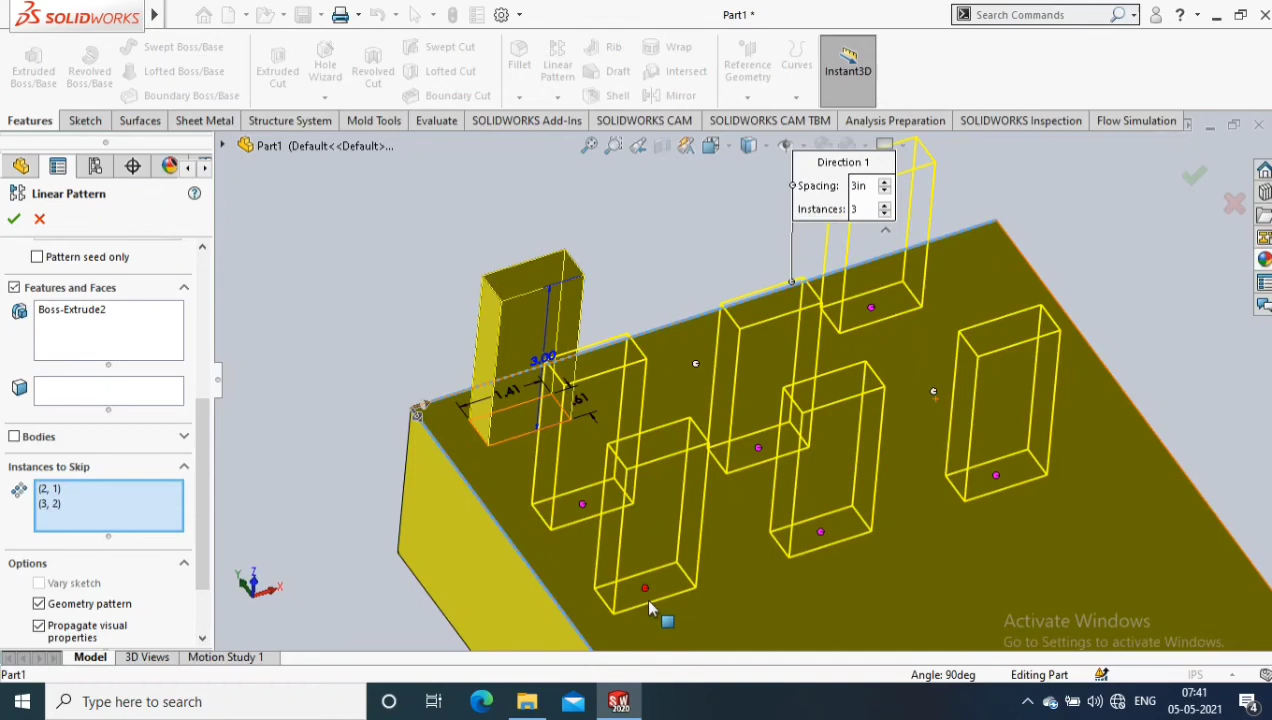 SOLIDWORKS
Part1 *
Search Commands
Extruded Boss/Base
Revolved Boss/Base
Swept Boss/Base
Lofted Boss/Base
Boundary Boss/Base
Extruded Cut
Hole Wizard
Revolved Cut
Swept Cut
Lofted Cut
Boundary Cut
Fillet
Linear Pattern
Rib
Draft
Shell
Wrap
Intersect
Mirror
Reference Geometry
Curves
Instant3D
Features
Sketch
Surfaces
Sheet Metal
Structure System
Mold Tools
Evaluate
SOLIDWORKS Add-Ins
SOLIDWORKS CAM
SOLIDWORKS CAM TBM
Analysis Preparation
SOLIDWORKS Inspection
Flow Simulation
Part1 (Default<<Default>...
Linear Pattern
Pattern seed only
Features and Faces
Boss-Extrude2
Bodies
Instances to Skip
(2, 1)
(3, 2)
Options
Vary sketch
Geometry pattern
Propagate visual
properties
Direction 1
Spacing: 3in
Instances: 3
3.00
1.41
.61
Z
Y
X
Activate Windows
Go to Settings to activate Windows.
Model
3D Views
Motion Study 1
Part1
Angle: 90deg
Editing Part
IPS
Type here to search
SW
2020
ENG
07:41
05-05-2021
4